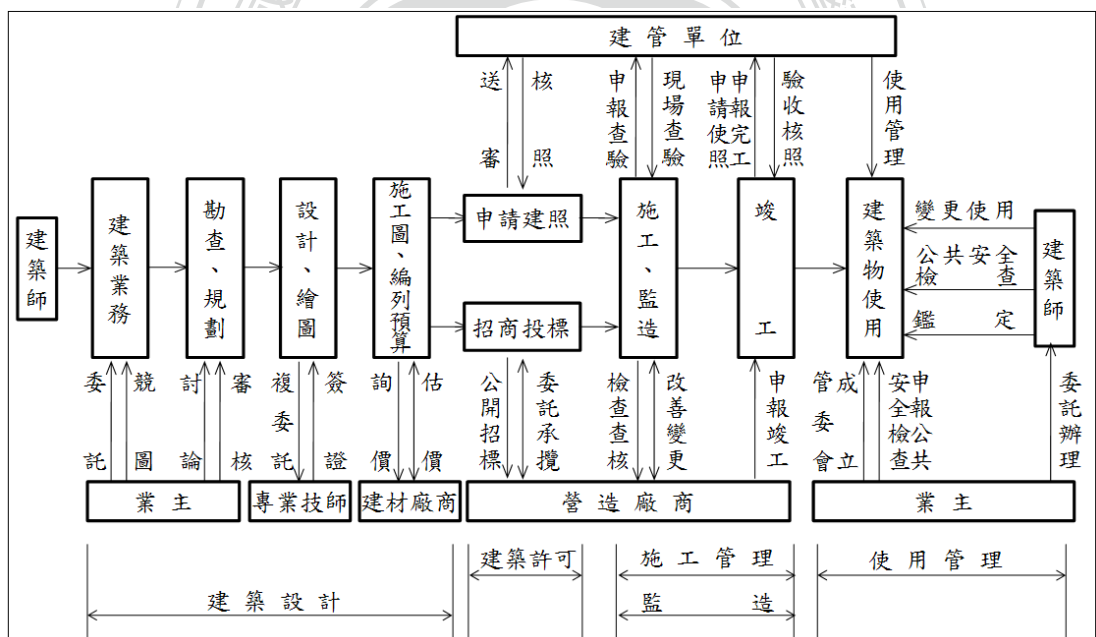 建管單位
送審
核照
申報查驗
現場查驗
申請使照
申報完工
驗收核照
使用管理
建築師
建築業務
勘查、規劃
設計、繪圖
施工圖、編列預算
申請建照
招商投標
施工、監造
竣工
建築物使用
變更使用
公共安全檢查
鑑定
建築師
委託
競圖
討論
審核
複委託
簽證
詢價
估價
公開招標
委託承攬
檢查查核
改善變更
申報竣工
管委會成立
安全檢查申報公共
委託辦理
業主
專業技師
建材廠商
營造廠商
業主
建築設計
建築許可
施工管理
監造
使用管理